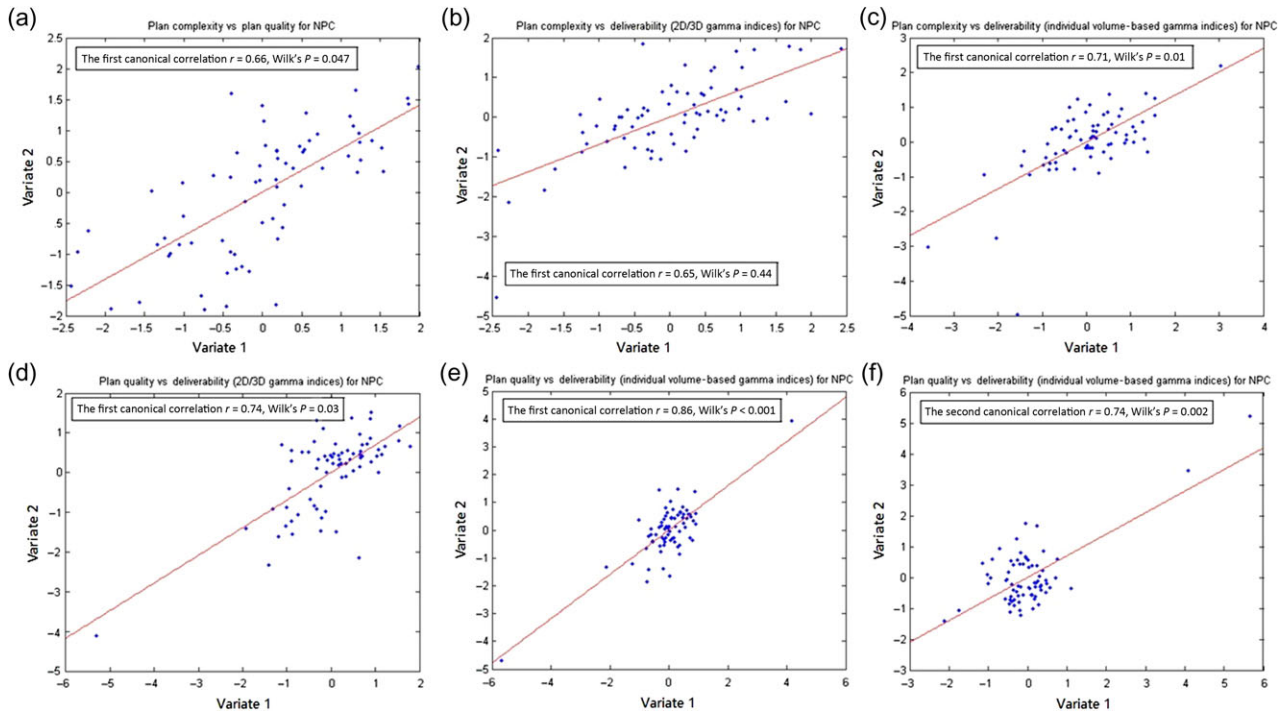 (a)
Plan complexity vs plan quality for NPC
The first canonical correlation r = 0.66, Wilk's P = 0.047
Variate 2
2.5
2
1.5
1
0.5
0
−0.5
−1
−1.5
−2
−2.5 −2 −1.5 −1 −0.5 0 0.5 1 1.5 2
Variate 1
(b)
Plan complexity vs deliverability (2D/3D gamma indices) for NPC
The first canonical correlation r = 0.65, Wilk's P = 0.44
Variate 2
2
1
0
−1
−2
−3
−4
−5
−2.5 −2 −1.5 −1 −0.5 0 0.5 1 1.5 2 2.5
Variate 1
(c)
Plan complexity vs deliverability (individual volume-based gamma indices) for NPC
The first canonical correlation r = 0.71, Wilk's P = 0.01
Variate 2
3
2
1
0
−1
−2
−3
−4
−5
−4 −3 −2 −1 0 1 2 3 4
Variate 1
(d)
Plan quality vs deliverability (2D/3D gamma indices) for NPC
The first canonical correlation r = 0.74, Wilk's P = 0.03
Variate 2
2
1
0
−1
−2
−3
−4
−5
−6 −5 −4 −3 −2 −1 0 1 2
Variate 1
(e)
Plan quality vs deliverability (individual volume-based gamma indices) for NPC
The first canonical correlation r = 0.86, Wilk's P < 0.001
Variate 2
5
4
3
2
1
0
−1
−2
−3
−4
−5
−6 −4 −2 0 2 4 6
Variate 1
(f)
Plan quality vs deliverability (individual volume-based gamma indices) for NPC
The second canonical correlation r = 0.74, Wilk's P = 0.002
Variate 2
6
5
4
3
2
1
0
−1
−2
−3
−3 −2 −1 0 1 2 3 4 5 6
Variate 1